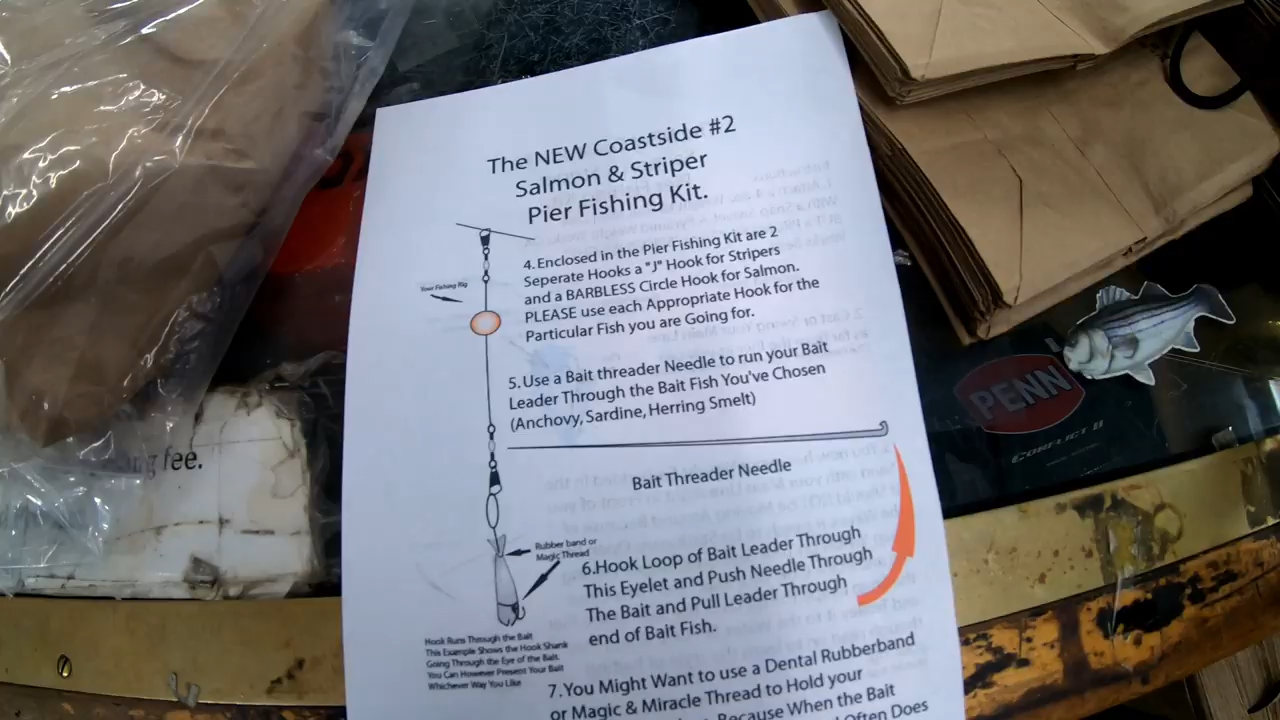 The NEW Coastside #2
Salmon & Striper
Pier Fishing Kit.
4. Enclosed in the Pier Fishing Kit are 2
Seperate Hooks a "J" Hook for Stripers
and a BARBLESS Circle Hook for Salmon.
PLEASE use each Appropriate Hook for the
Particular Fish you are Going for.
Your Fishing Rig
5. Use a Bait threader Needle to run your Bait
Leader Through the Bait Fish You've Chosen
(Anchovy, Sardine, Herring Smelt)
Bait Threader Needle
Rubber band or
Magic Thread
6.Hook Loop of Bait Leader Through
This Eyelet and Push Needle Through
The Bait and Pull Leader Through
end of Bait Fish.
Hook Runs Through the Bait
This Example Shows the Hook Shank
Going Through the Eye of the Bait.
You Can However Present Your Bait
Whichever Way You Like
7.You Might Want to use a Dental Rubberband
or Magic & Miracle Thread to Hold your
Because When the Bait
Often Does
ng fee.
PENN
CONFLICT II